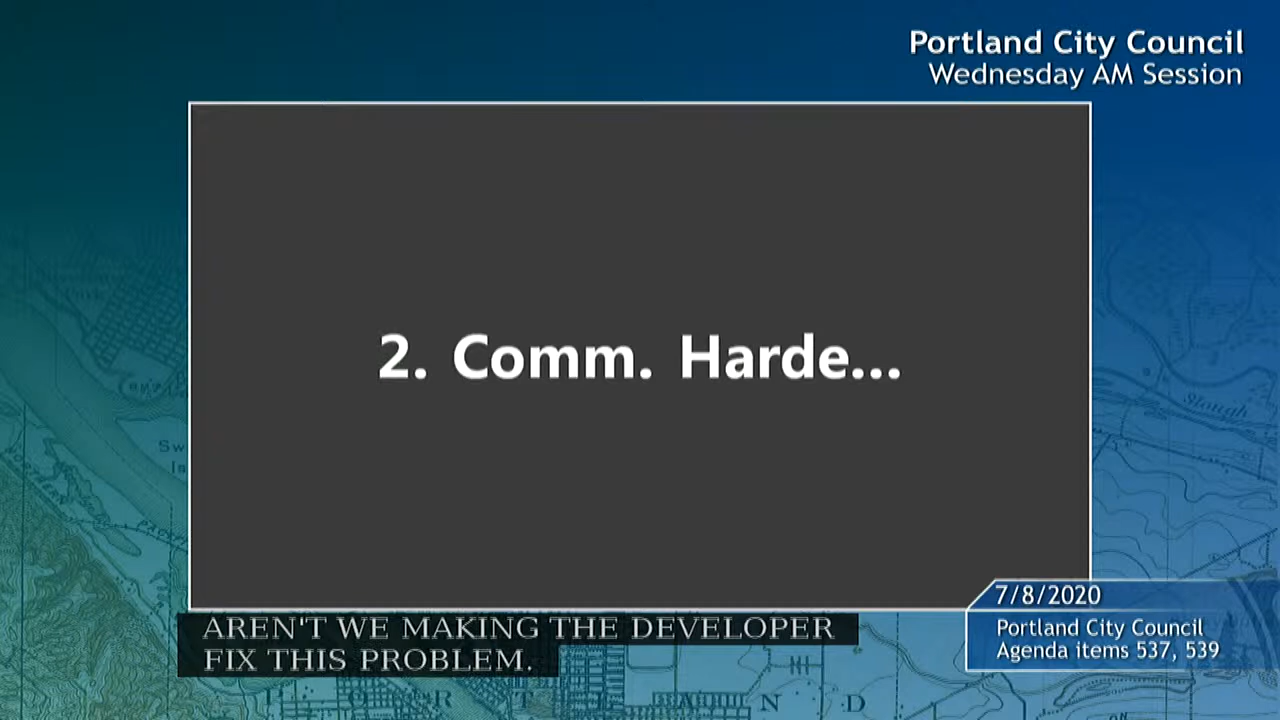 Portland City Council
Wednesday AM Session
2. Comm. Harde...
7/8/2020
Portland City Council
Agenda items 537, 539
AREN'T WE MAKING THE DEVELOPER
FIX THIS PROBLEM.
Slough
P O R T L A N D